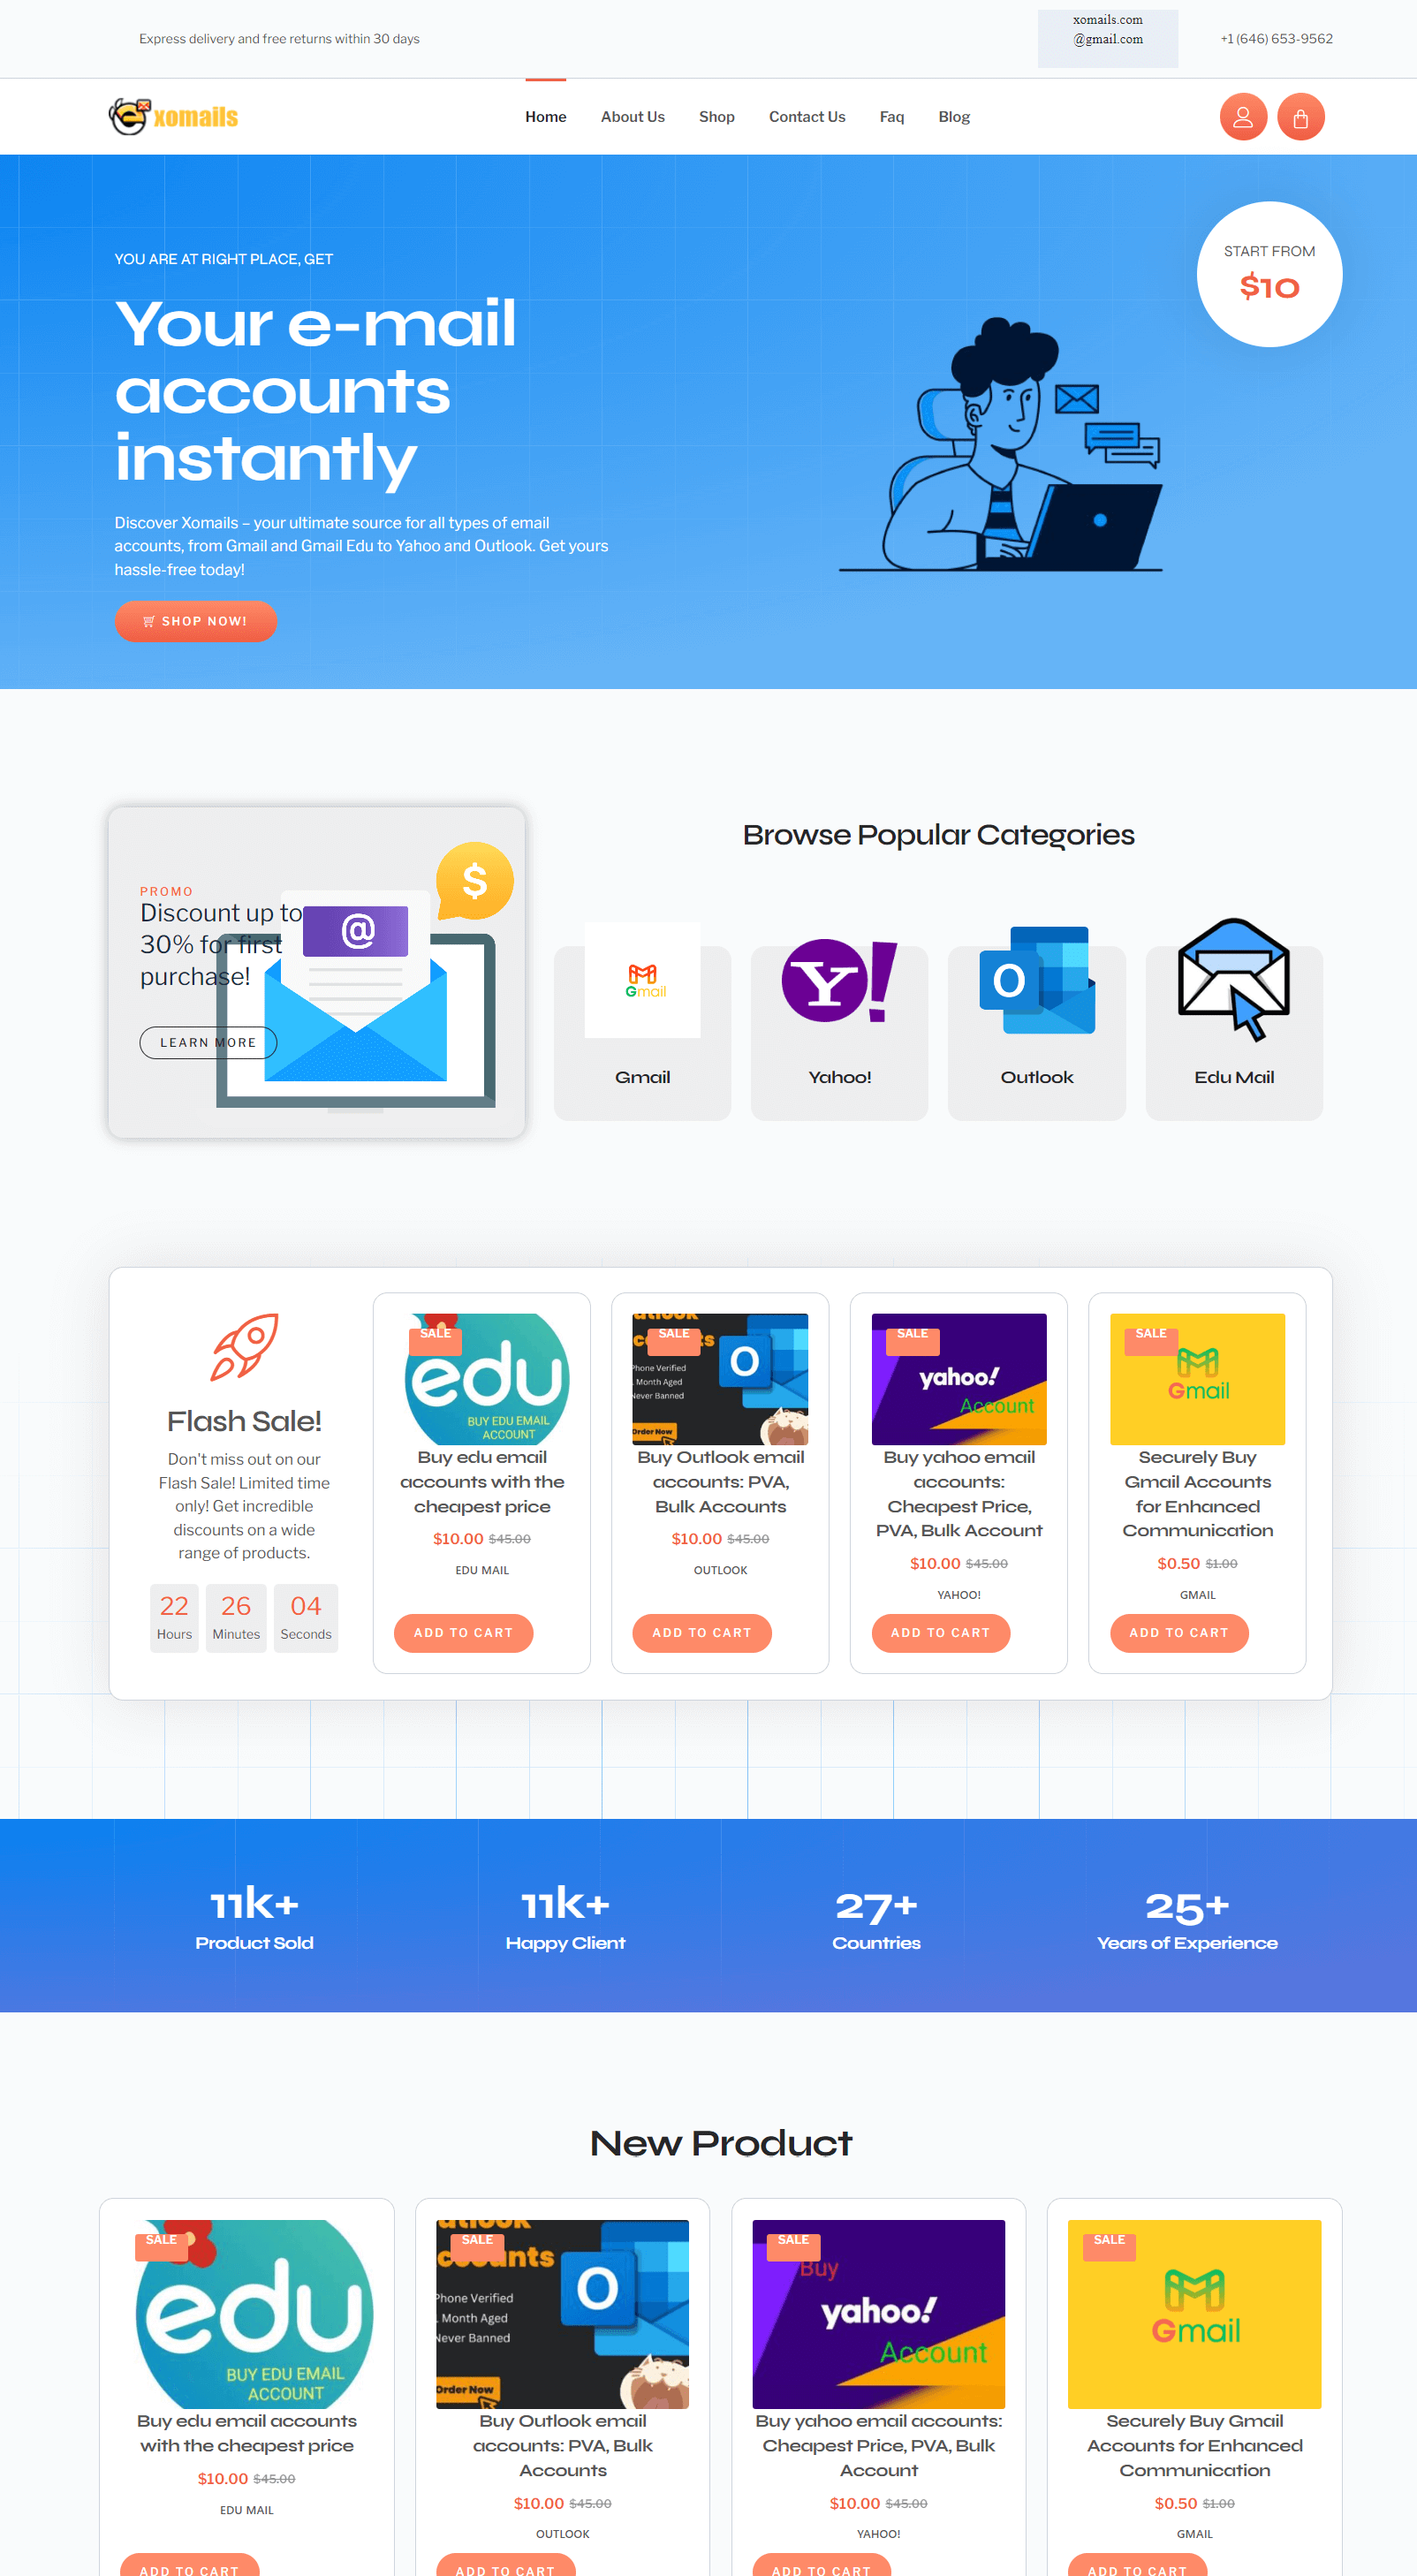 Express delivery and free returns within 30 days
xomails.com
@gmail.com
+1 (646) 653-9562
xomails
Home
About Us
Shop
Contact Us
Faq
Blog
YOU ARE AT RIGHT PLACE, GET
Your e-mail
accounts
instantly
Discover Xomails – your ultimate source for all types of email
accounts, from Gmail and Gmail Edu to Yahoo and Outlook. Get yours
hassle-free today!
SHOP NOW!
START FROM
$10
PROMO
Discount up to
30% for first
purchase!
LEARN MORE
Browse Popular Categories
Gmail
Gmail
Y!
Yahoo!
O
Outlook
Edu Mail
Flash Sale!
Don't miss out on our
Flash Sale! Limited time
only! Get incredible
discounts on a wide
range of products.
22
Hours
26
Minutes
04
Seconds
SALE
edu
BUY EDU EMAIL
ACCOUNT
Buy edu email
accounts with the
cheapest price
$10.00 $45.00
EDU MAIL
ADD TO CART
SALE
Phone Verified
Month Aged
Never Banned
Order Now
O
Buy Outlook email
accounts: PVA,
Bulk Accounts
$10.00 $45.00
OUTLOOK
ADD TO CART
SALE
yahoo!
Account
Buy yahoo email
accounts:
Cheapest Price,
PVA, Bulk Account
$10.00 $45.00
YAHOO!
ADD TO CART
SALE
Gmail
Securely Buy
Gmail Accounts
for Enhanced
Communication
$0.50 $1.00
GMAIL
ADD TO CART
11k+
Product Sold
11k+
Happy Client
27+
Countries
25+
Years of Experience
New Product
SALE
edu
BUY EDU EMAIL
ACCOUNT
Buy edu email accounts
with the cheapest price
$10.00 $45.00
EDU MAIL
ADD TO CART
SALE
Phone Verified
Month Aged
Never Banned
Order Now
O
Buy Outlook email
accounts: PVA, Bulk
Accounts
$10.00 $45.00
OUTLOOK
ADD TO CART
SALE
Buy
yahoo!
Account
Buy yahoo email accounts:
Cheapest Price, PVA, Bulk
Account
$10.00 $45.00
YAHOO!
ADD TO CART
SALE
Gmail
Securely Buy Gmail
Accounts for Enhanced
Communication
$0.50 $1.00
GMAIL
ADD TO CART